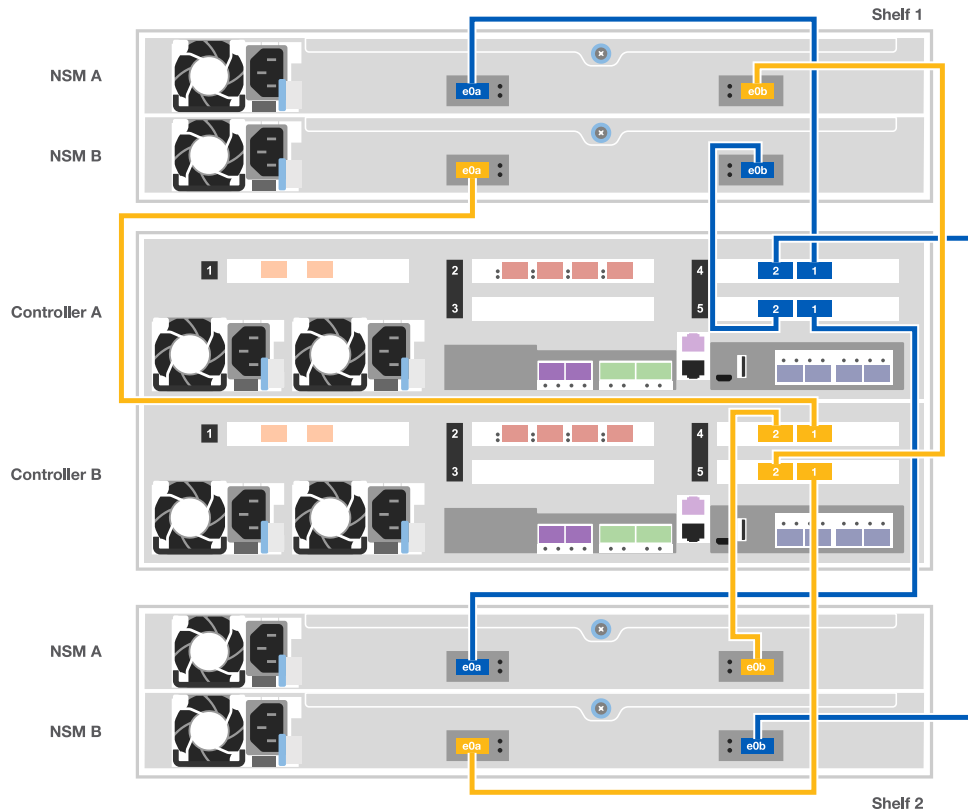 Shelf 1
NSM A
e0a
e0b
NSM B
e0a
e0b
Controller A
1
2
4
2
1
3
5
2
1
Controller B
1
2
4
2
1
3
5
2
1
NSM A
e0a
e0b
NSM B
e0a
e0b
Shelf 2